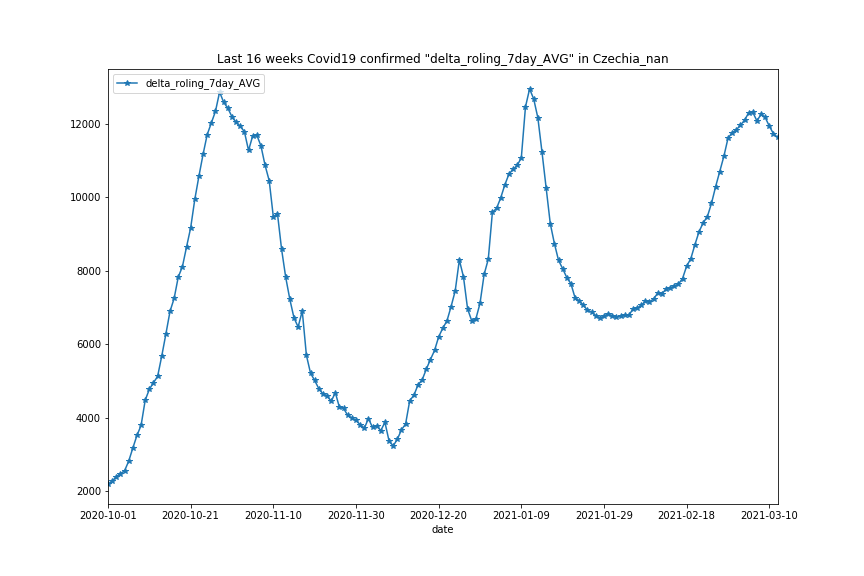 Last 16 weeks Covid19 confirmed "delta_roling_7day_AVG" in Czechia_nan
delta_roling_7day_AVG
12000
10000
8000
6000
4000
2000
2020-10-01 2020-10-21 2020-11-10 2020-11-30 2020-12-20 2021-01-09 2021-01-29 2021-02-18 2021-03-10
date